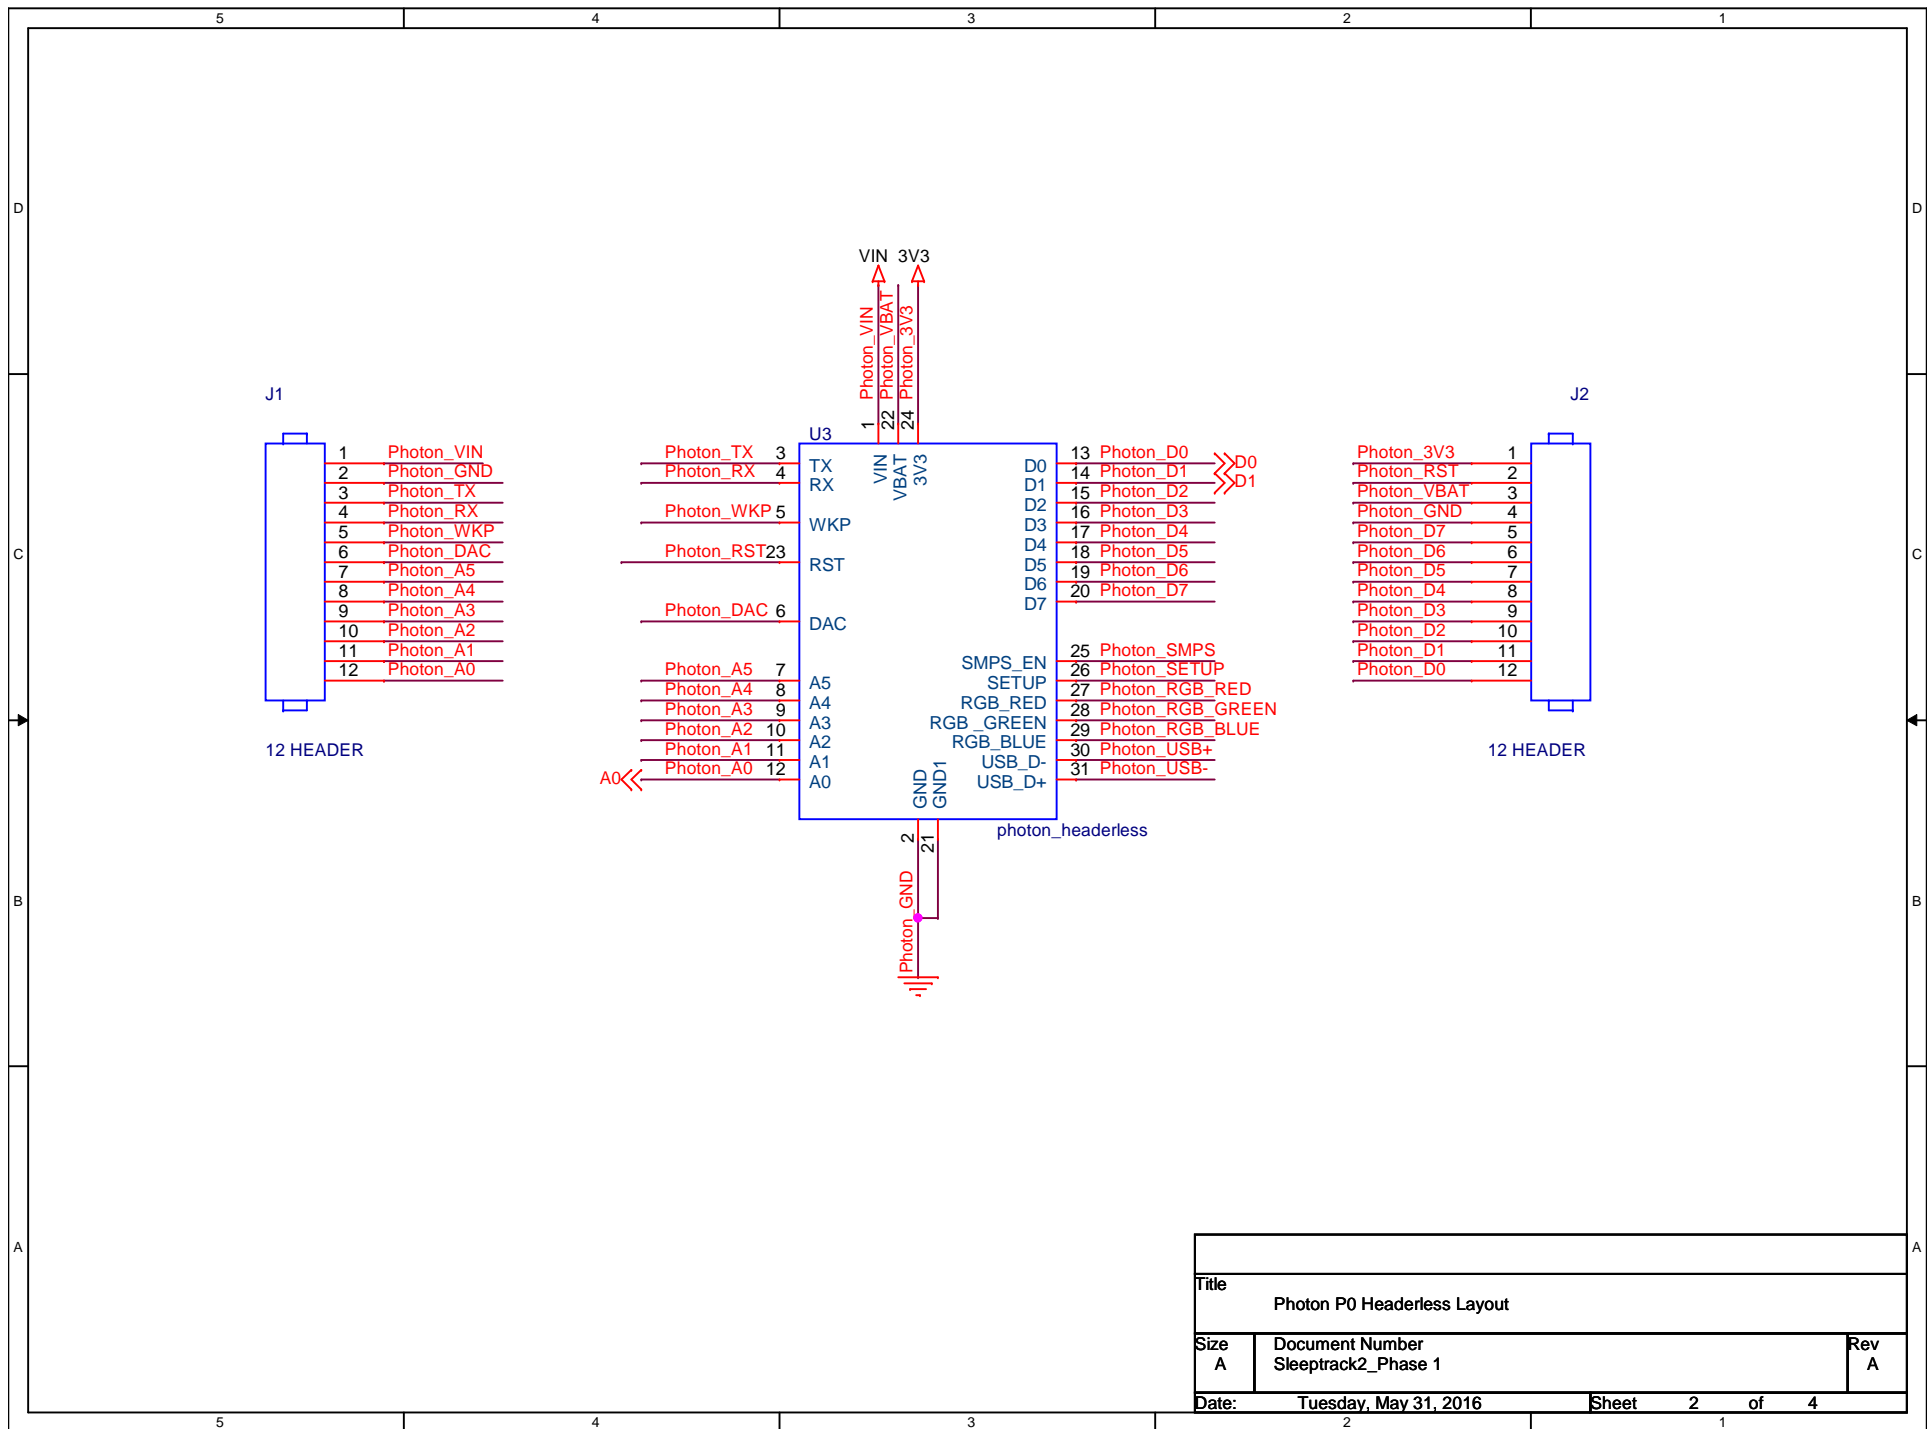 5 4 3 2 1
D D
C C
B B
A A
VIN 3V3
Photon_VIN
Photon_VBAT
Photon_3V3
1 22 24
J1
1 Photon_VIN
2 Photon_GND
3 Photon_TX
4 Photon_RX
5 Photon_WKP
6 Photon_DAC
7 Photon_A5
8 Photon_A4
9 Photon_A3
10 Photon_A2
11 Photon_A1
12 Photon_A0
12 HEADER
U3
VIN VBAT 3V3
Photon_TX 3 TX
Photon_RX 4 RX
Photon_WKP 5 WKP
Photon_RST 23 RST
Photon_DAC 6 DAC
Photon_A5 7 A5
Photon_A4 8 A4
Photon_A3 9 A3
Photon_A2 10 A2
Photon_A1 11 A1
A0 Photon_A0 12 A0
D0 13 Photon_D0 D0
D1 14 Photon_D1 D1
D2 15 Photon_D2
D3 16 Photon_D3
D4 17 Photon_D4
D5 18 Photon_D5
D6 19 Photon_D6
D7 20 Photon_D7
SMPS_EN 25 Photon_SMPS
SETUP 26 Photon_SETUP
RGB_RED 27 Photon_RGB_RED
RGB_GREEN 28 Photon_RGB_GREEN
RGB_BLUE 29 Photon_RGB_BLUE
USB_D- 30 Photon_USB+
USB_D+ 31 Photon_USB-
GND GND1
photon_headerless
2 21
Photon_GND
J2
Photon_3V3 1
Photon_RST 2
Photon_VBAT 3
Photon_GND 4
Photon_D7 5
Photon_D6 6
Photon_D5 7
Photon_D4 8
Photon_D3 9
Photon_D2 10
Photon_D1 11
Photon_D0 12
12 HEADER
Title
Photon P0 Headerless Layout
Size Document Number Rev
A Sleeptrack2_Phase 1 A
Date: Tuesday, May 31, 2016 Sheet 2 of 4
5 4 3 2 1